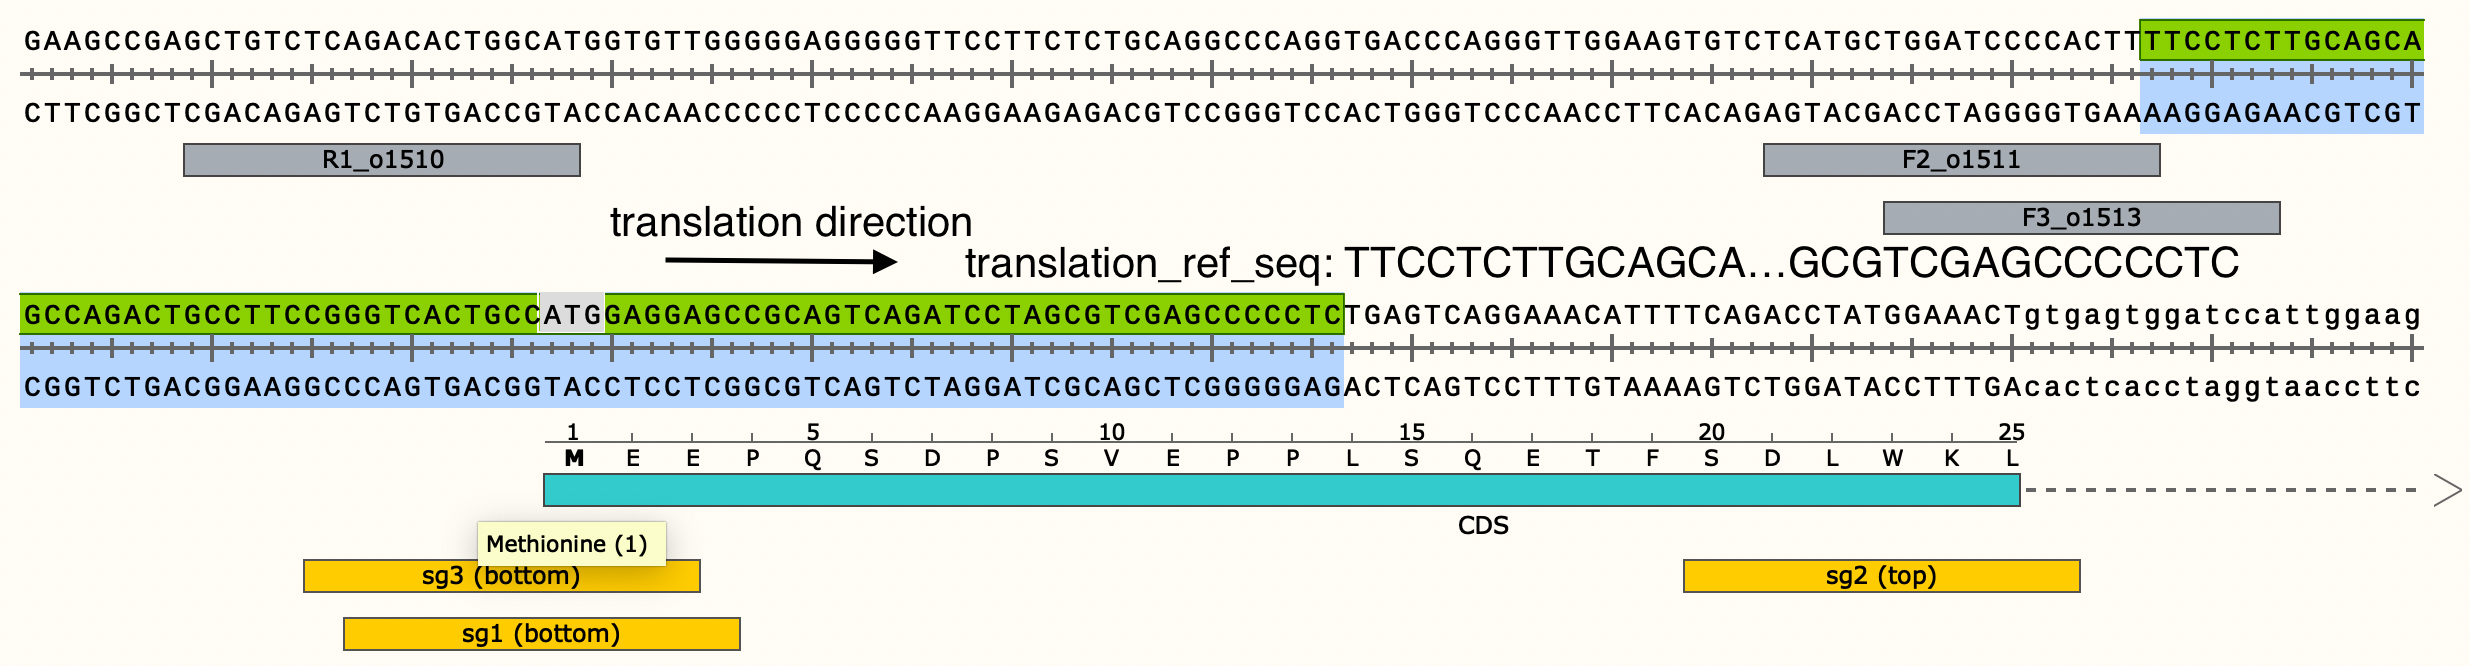 GAAGCCGAGCTGTCTCAGACACTGGCATGGTGTTGGGGGAGGGGGTTCCTTCTCTGCAGGCCCAGGTGACCCAGGGTTGGAAGTGTCTCATGCTGGATCCCCACTTTTCCTCTTGCAGCA
CTTCGGCTCGACAGAGTCTGTGACCGTACCACAACCCCCTCCCCCAAGGAAGAGACGTCCGGGTCCACTGGGTCCCAACCTTCACAGAGTACGACCTAGGGGTGAAAAGGAGAACGTCGT
R1_o1510 F2_o1511
F3_o1513
translation direction
translation_ref_seq: TTCCTCTTGCAGCA...GCGTCGAGCCCCCTC
GCCAGACTGCCTTCCGGGTCACTGCCATGGAGGAGCCGCAGTCAGATCCTAGCGTCGAGCCCCCTCTGAGTCAGGAAACATTTTCAGACCTATGGAAACTgtgagtggatccattggaag
CGGTCTGACGGAAGGCCCAGTGACGGTACCTCCTCGGCGTCAGTCTAGGATCGCAGCTCGGGGGAGACTCAGTCCTTTGTAAAAGTCTGGATACCTTTGAcactcacctaggtaaccttc
1 5 10 15 20 25
M E E P Q S D P S V E P P L S Q E T F S D L W K L
CDS
Methionine (1)
sg3 (bottom) sg2 (top)
sg1 (bottom)